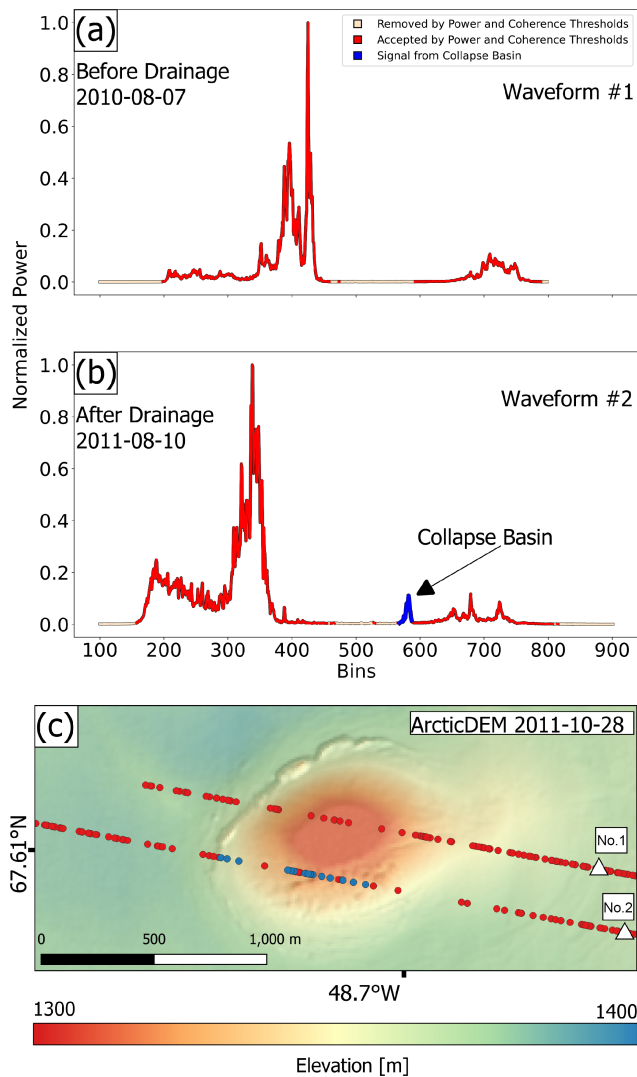 (a)
Removed by Power and Coherence Thresholds
Accepted by Power and Coherence Thresholds
Signal from Collapse Basin
Before Drainage
2010-08-07
Waveform #1
1.0
0.8
0.6
0.4
0.2
0.0
Normalized Power
(b)
After Drainage
2011-08-10
Waveform #2
Collapse Basin
1.0
0.8
0.6
0.4
0.2
0.0
100 200 300 400 500 600 700 800 900
Bins
(c)
ArcticDEM 2011-10-28
67.61°N
No.1
No.2
0 500 1,000 m
48.7°W
1300 1400
Elevation [m]